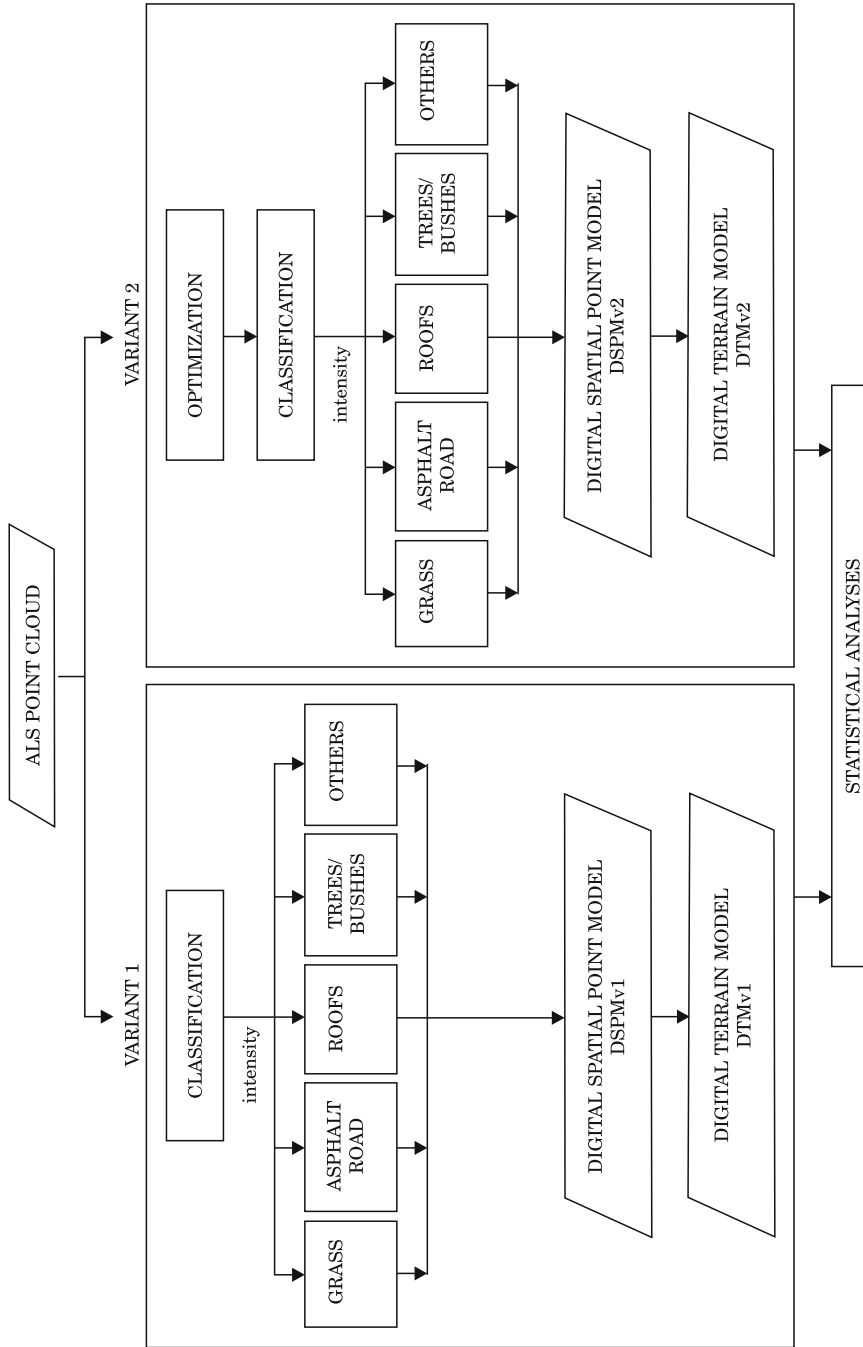 ALS POINT CLOUD
VARIANT 1
CLASSIFICATION
intensity
GRASS
ASPHALT
ROAD
ROOFS
TREES/
BUSHES
OTHERS
DIGITAL SPATIAL POINT MODEL
DSPMv1
DIGITAL TERRAIN MODEL
DTMv1
VARIANT 2
OPTIMIZATION
CLASSIFICATION
intensity
GRASS
ASPHALT
ROAD
ROOFS
TREES/
BUSHES
OTHERS
DIGITAL SPATIAL POINT MODEL
DSPMv2
DIGITAL TERRAIN MODEL
DTMv2
STATISTICAL ANALYSES